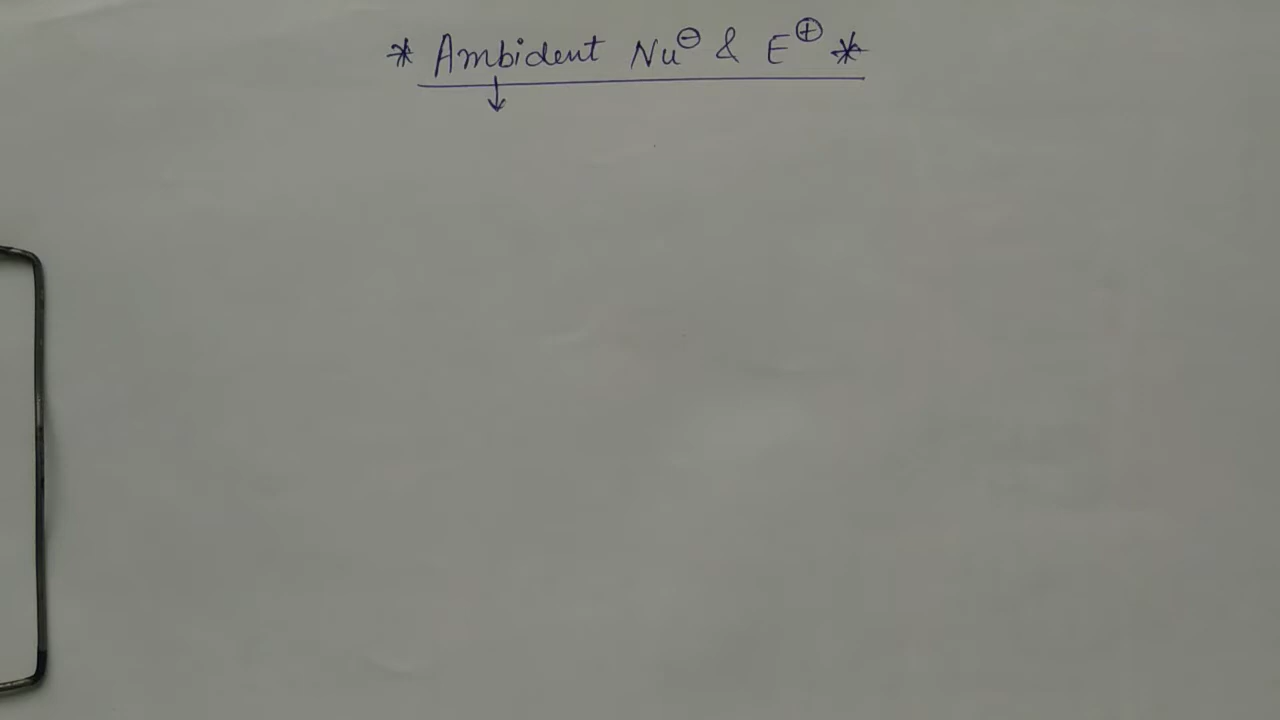 * Ambident Nu⊖ & E⊕ *